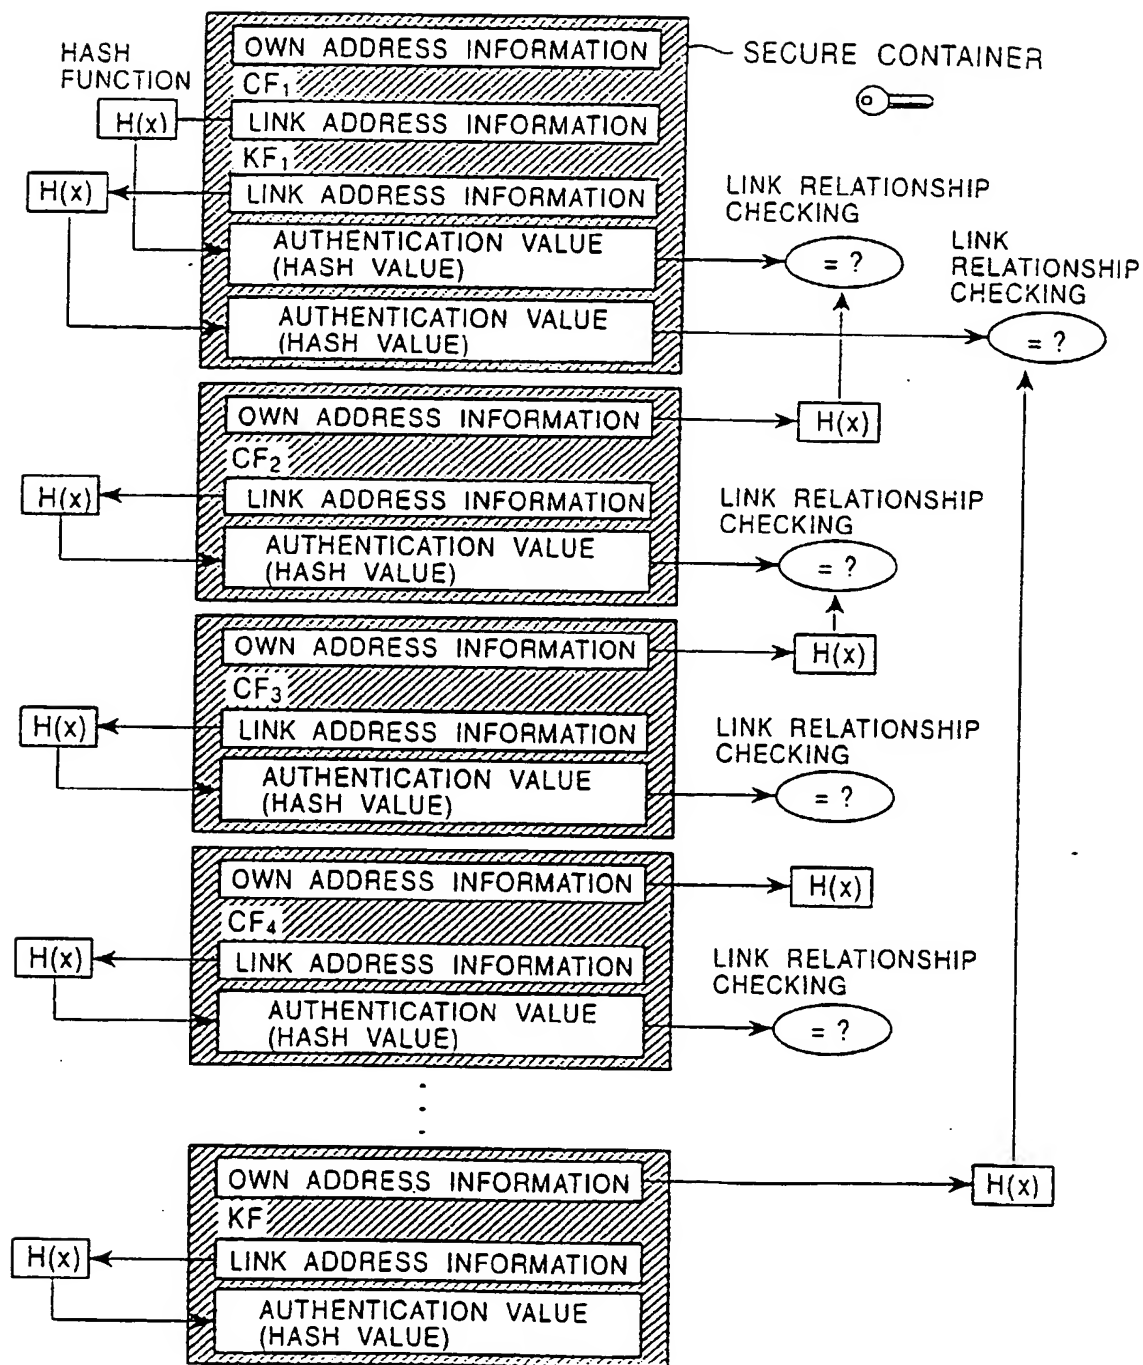 HASH
FUNCTION
OWN ADDRESS INFORMATION
SECURE CONTAINER
CF1
H(x)
LINK ADDRESS INFORMATION
KF1
H(x)
LINK ADDRESS INFORMATION
LINK RELATIONSHIP
CHECKING
AUTHENTICATION VALUE
(HASH VALUE)
= ?
LINK
RELATIONSHIP
CHECKING
AUTHENTICATION VALUE
(HASH VALUE)
= ?
OWN ADDRESS INFORMATION
H(x)
CF2
H(x)
LINK ADDRESS INFORMATION
LINK RELATIONSHIP
CHECKING
AUTHENTICATION VALUE
(HASH VALUE)
= ?
OWN ADDRESS INFORMATION
H(x)
CF3
H(x)
LINK ADDRESS INFORMATION
LINK RELATIONSHIP
CHECKING
AUTHENTICATION VALUE
(HASH VALUE)
= ?
OWN ADDRESS INFORMATION
H(x)
CF4
H(x)
LINK ADDRESS INFORMATION
LINK RELATIONSHIP
CHECKING
AUTHENTICATION VALUE
(HASH VALUE)
= ?
OWN ADDRESS INFORMATION
H(x)
KF
H(x)
LINK ADDRESS INFORMATION
AUTHENTICATION VALUE
(HASH VALUE)